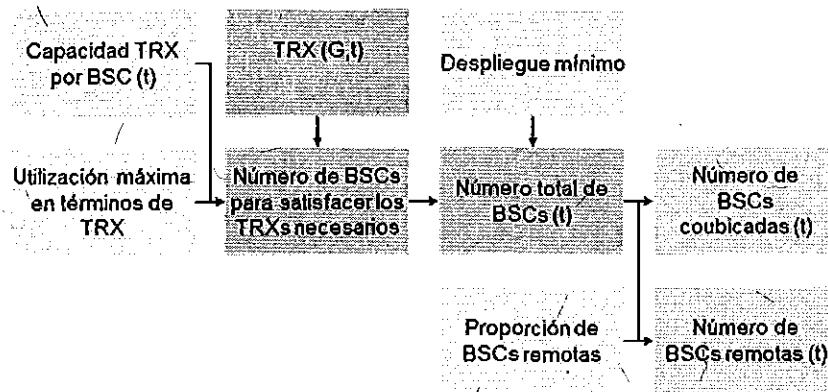 Capacidad TRX
por BSC (t)
TRX (G,t)
Despliegue mínimo
Utilización máxima
en términos de
TRX
Número de BSCs
para satisfacer los
TRXs necesarios
Número total de
BSCs (t)
Número de
BSCs
coubicadas (t)
Proporción de
BSCs remotas
Número de
BSCs remotas (t)